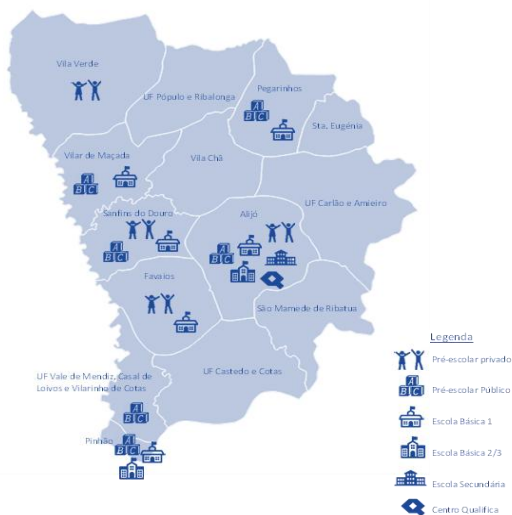 Vila Verde
UF Pópulo e Ribalonga
Pegarinhos
Sta. Eugénia
Vilar de Maçada
Vila Chã
UF Carlão e Amieiro
Sanfins do Douro
Alijó
Favaios
São Mamede de Ribatua
UF Castedo e Cotas
UF Vale de Mendiz, Casal de
Loivos e Vilarinho de Cotas
Pinhão
A
B C
A
B C
A
B C
A
B C
A
B C
A
B C
Legenda
Pré-escolar privado
A
B C
Pré-escolar Público
Escola Básica 1
Escola Básica 2/3
Escola Secundária
Centro Qualifica